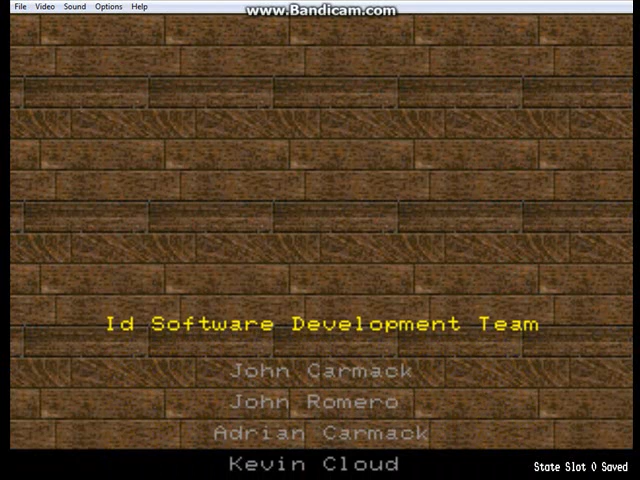 File Video Sound Options Help
www.Bandicam.com
Id Software Development Team
John Carmack
John Romero
Adrian Carmack
Kevin Cloud
State Slot 0 Saved